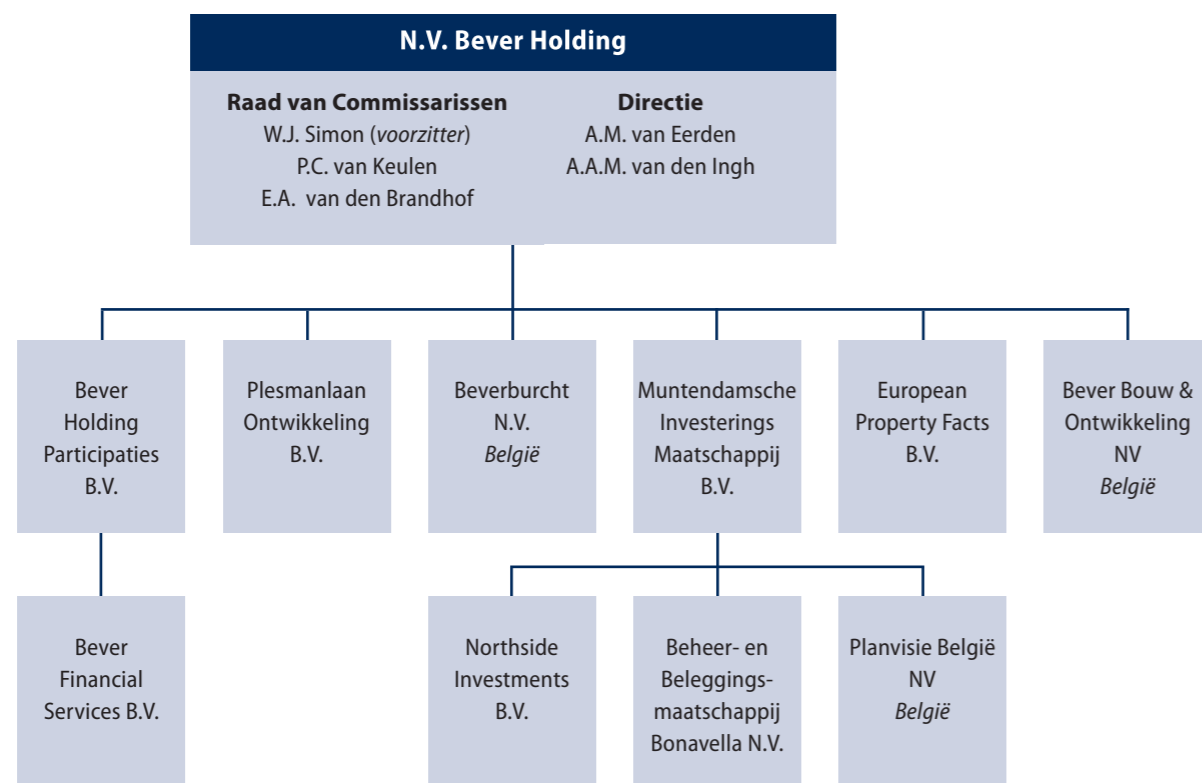 N.V. Bever Holding
Raad van Commissarissen
W.J. Simon (voorzitter)
P.C. van Keulen
E.A. van den Brandhof
Directie
A.M. van Eerden
A.A.M. van den Ingh
Bever
Holding
Participaties
B.V.
Plesmanlaan
Ontwikkeling
B.V.
Beverburcht
N.V.
België
Muntendamsche
Investerings
Maatschappij
B.V.
European
Property Facts
B.V.
Bever Bouw &
Ontwikkeling
NV
België
Bever
Financial
Services B.V.
Northside
Investments
B.V.
Beheer- en
Beleggings-
maatschappij
Bonavella N.V.
Planvisie België
NV
België